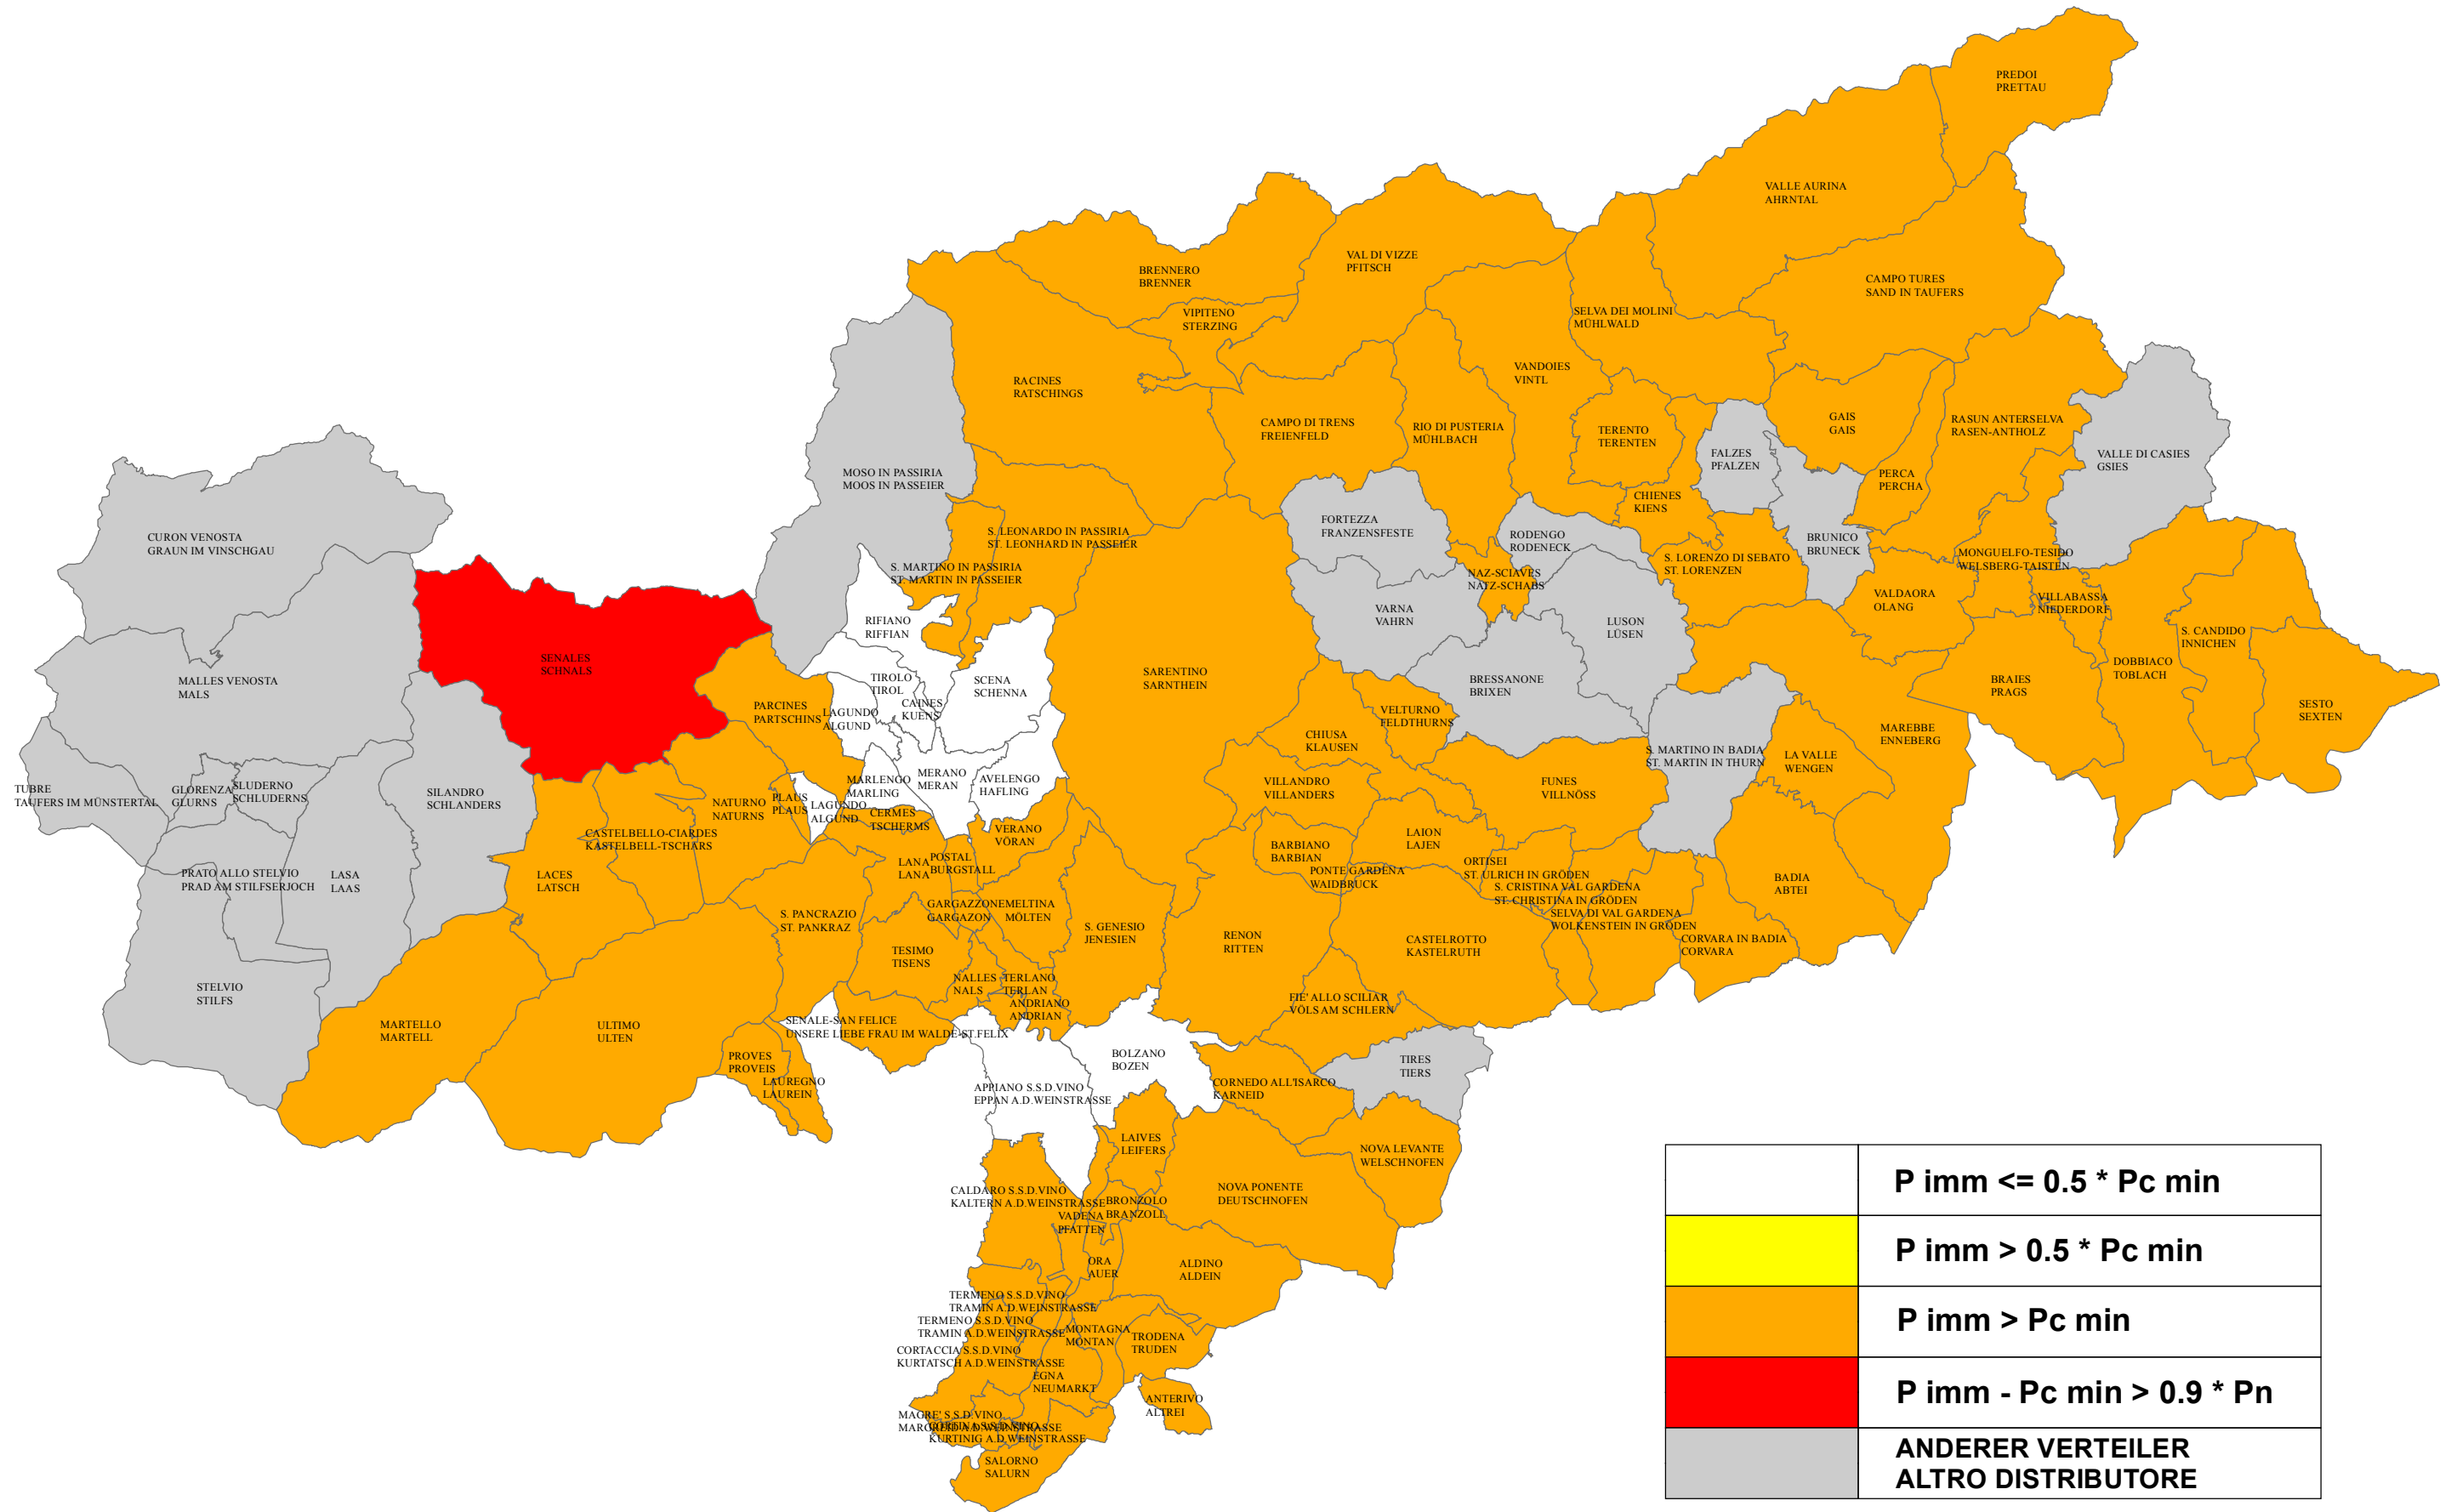 PREDOI
PRETTAU
VALLE AURINA
AHRNTAL
VAL DI VIZZE
PFITSCH
BRENNERO
BRENNER
CAMPO TURES
SAND IN TAUFERS
VIPITENO
STERZING
SELVA DEI MOLINI
MÜHLWALD
VANDOIES
VINTL
RACINES
RATSCHINGS
GAIS
GAIS
RASUN ANTERSELVA
RASEN-ANTHOLZ
CAMPO DI TRENS
FREIENFELD
RIO DI PUSTERIA
MÜHLBACH
TERENTO
TERENTEN
FALZES
PFALZEN
VALLE DI CASIES
GSIES
MOSO IN PASSIRIA
MOOS IN PASSEIER
PERCA
PERCHA
CHIENES
KIENS
FORTEZZA
FRANZENSFESTE
S. LEONARDO IN PASSIRIA
ST. LEONHARD IN PASSEIER
RODENGO
RODENECK
BRUNICO
BRUNECK
CURON VENOSTA
GRAUN IM VINSCHGAU
MONGUELFO-TESIDO
WELSBERG-TAISTEN
S. LORENZO DI SEBATO
ST. LORENZEN
S. MARTINO IN PASSIRIA
ST. MARTIN IN PASSEIER
NAZ-SCIAVES
NATZ-SCHABS
VALDAORA
OLANG
VILLABASSA
NIEDERDORF
VARNA
VAHRN
RIFIANO
RIFFIAN
LUSON
LÜSEN
S. CANDIDO
INNICHEN
SENALES
SCHNALS
DOBBIACO
TOBLACH
SARENTINO
SARNTHEIN
MALLES VENOSTA
MALS
TIROLO
TIROL
SCENA
SCHENNA
BRESSANONE
BRIXEN
BRAIES
PRAGS
CAINES
KUENS
PARCINES
PARTSCHINS
LAGUNDO
ALGUND
VELTURNO
FELDTHURNS
SESTO
SEXTEN
MAREBBE
ENNEBERG
CHIUSA
KLAUSEN
S. MARTINO IN BADIA
ST. MARTIN IN THURN
LA VALLE
WENGEN
MERANO
MERAN
AVELENGO
HAFLING
MARLENGO
MARLING
VILLANDRO
VILLANDERS
FUNES
VILLNÖSS
TUBRE
TAUFERS IM MÜNSTERTAL
GLORENZA
GLURNS
SLUDERNO
SCHLUDERNS
SILANDRO
SCHLANDERS
NATURNO
NATURNS
PLAUS
PLAUS
LAGUNDO
ALGUND
CERMES
TSCHERMS
VERANO
VÖRAN
CASTELBELLO-CIARDES
KASTELBELL-TSCHARS
LAION
LAJEN
BARBIANO
BARBIAN
LANA
LANA
POSTAL
BURGSTALL
ORTISEI
ST. ULRICH IN GRÖDEN
PONTE GARDENA
WAIDBRUCK
PRATO ALLO STELVIO
PRAD AM STILFSERJOCH
LASA
LAAS
LACES
LATSCH
BADIA
ABTEI
S. CRISTINA VAL GARDENA
ST. CHRISTINA IN GRÖDEN
GARGAZZONE
GARGAZON
MELTINA
MÖLTEN
S. PANCRAZIO
ST. PANKRAZ
SELVA DI VAL GARDENA
WOLKENSTEIN IN GRÖDEN
S. GENESIO
JENESIEN
RENON
RITTEN
CASTELROTTO
KASTELRUTH
CORVARA IN BADIA
CORVARA
TESIMO
TISENS
NALLES
NALS
TERLANO
TERLAN
STELVIO
STILFS
FIE' ALLO SCILIAR
VÖLS AM SCHLERN
ANDRIANO
ANDRIAN
MARTELLO
MARTELL
ULTIMO
ULTEN
SENALE-SAN FELICE
UNSERE LIEBE FRAU IM WALDE-ST.FELIX
PROVES
PROVEIS
BOLZANO
BOZEN
TIRES
TIERS
LAUREGNO
LAUREIN
APPIANO S.S.D.VINO
EPPAN A.D.WEINSTRASSE
CORNEDO ALL'ISARCO
KARNEID
LAIVES
LEIFERS
NOVA LEVANTE
WELSCHNOFEN
CALDARO S.S.D.VINO
KALTERN A.D.WEINSTRASSE
BRONZOLO
BRANZOLL
NOVA PONENTE
DEUTSCHNOFEN
VADENA
PFATTEN
ORA
AUER
ALDINO
ALDEIN
TERMENO S.S.D.VINO
TRAMIN A.D.WEINSTRASSE
TERMENO S.S.D.VINO
TRAMIN A.D.WEINSTRASSE
MONTAGNA
MONTAN
TRODENA
TRUDEN
CORTACCIA S.S.D.VINO
KURTATSCH A.D.WEINSTRASSE
EGNA
NEUMARKT
ANTERIVO
ALTREI
MAGRE' S.S.D.VINO
MARGREID A.D.WEINSTRASSE
KURTINIG A.D.WEINSTRASSE
SALORNO
SALURN
P imm <= 0.5 * Pc min
P imm > 0.5 * Pc min
P imm > Pc min
P imm - Pc min > 0.9 * Pn
ANDERER VERTEILER
ALTRO DISTRIBUTORE